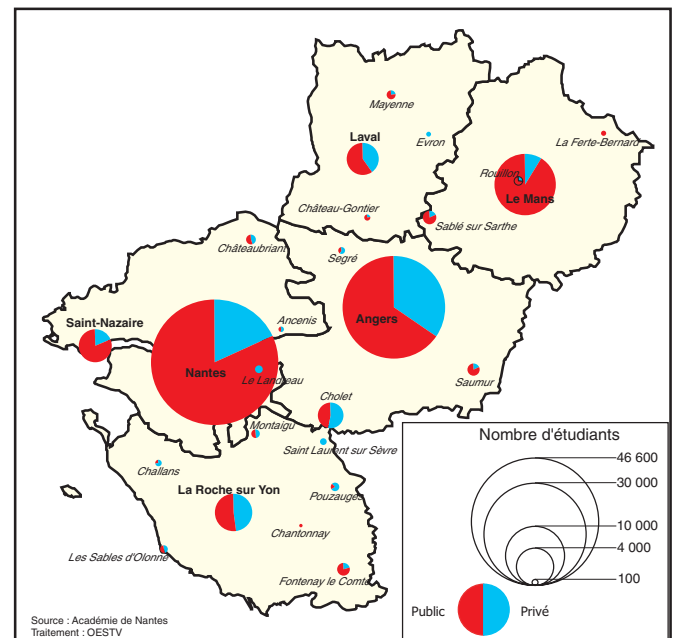 Mayenne
Laval
Evron
La Ferte-Bernard
Rouillon
Le Mans
Château-Gontier
Sablé sur Sarthe
Châteaubriant
Segré
Saint-Nazaire
Ancenis
Angers
Nantes
Le Landreau
Saumur
Cholet
Montaigu
Saint Laurent sur Sèvre
Challans
La Roche sur Yon
Pouzauges
Chantonnay
Les Sables d'Olonne
Fontenay le Comte
Nombre d'étudiants
46 600
30 000
10 000
4 000
100
Public
Privé
Source : Académie de Nantes
Traitement : OESTV